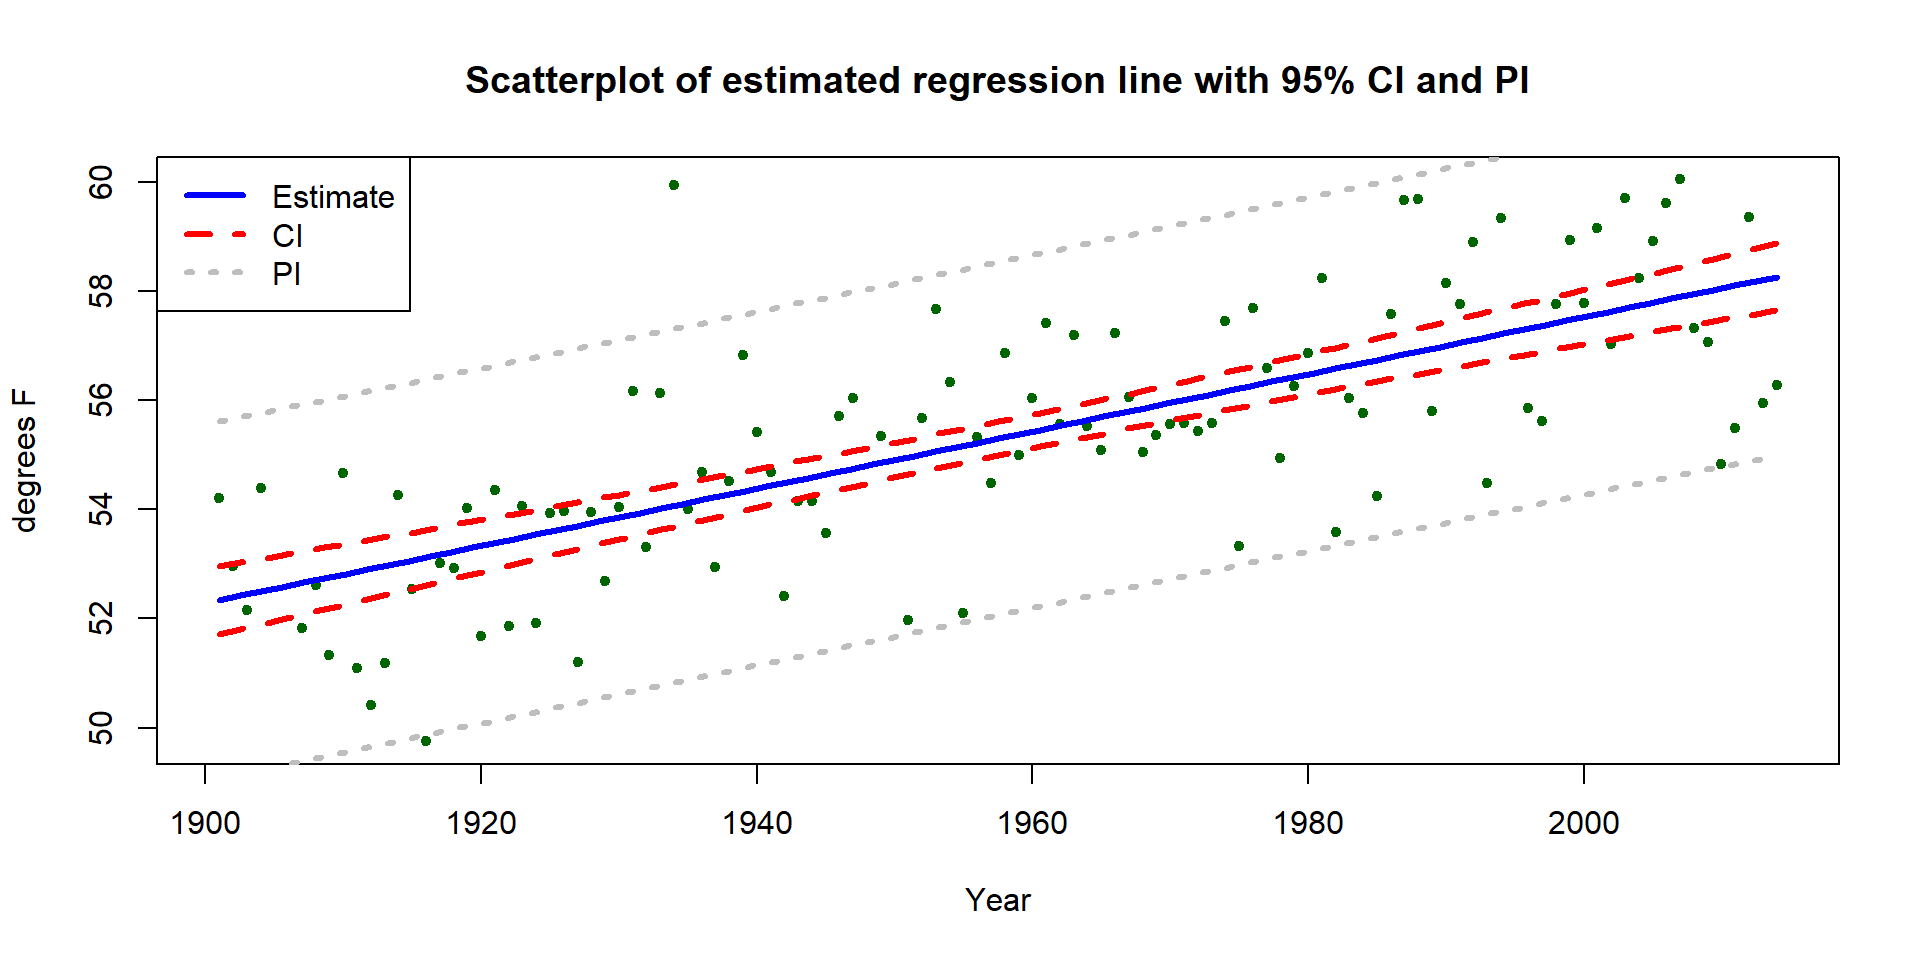 Scatterplot of estimated regression line with 95% CI and PI
Estimate
CI
PI
degrees F
60
58
56
54
52
50
1900 1920 1940 1960 1980 2000
Year